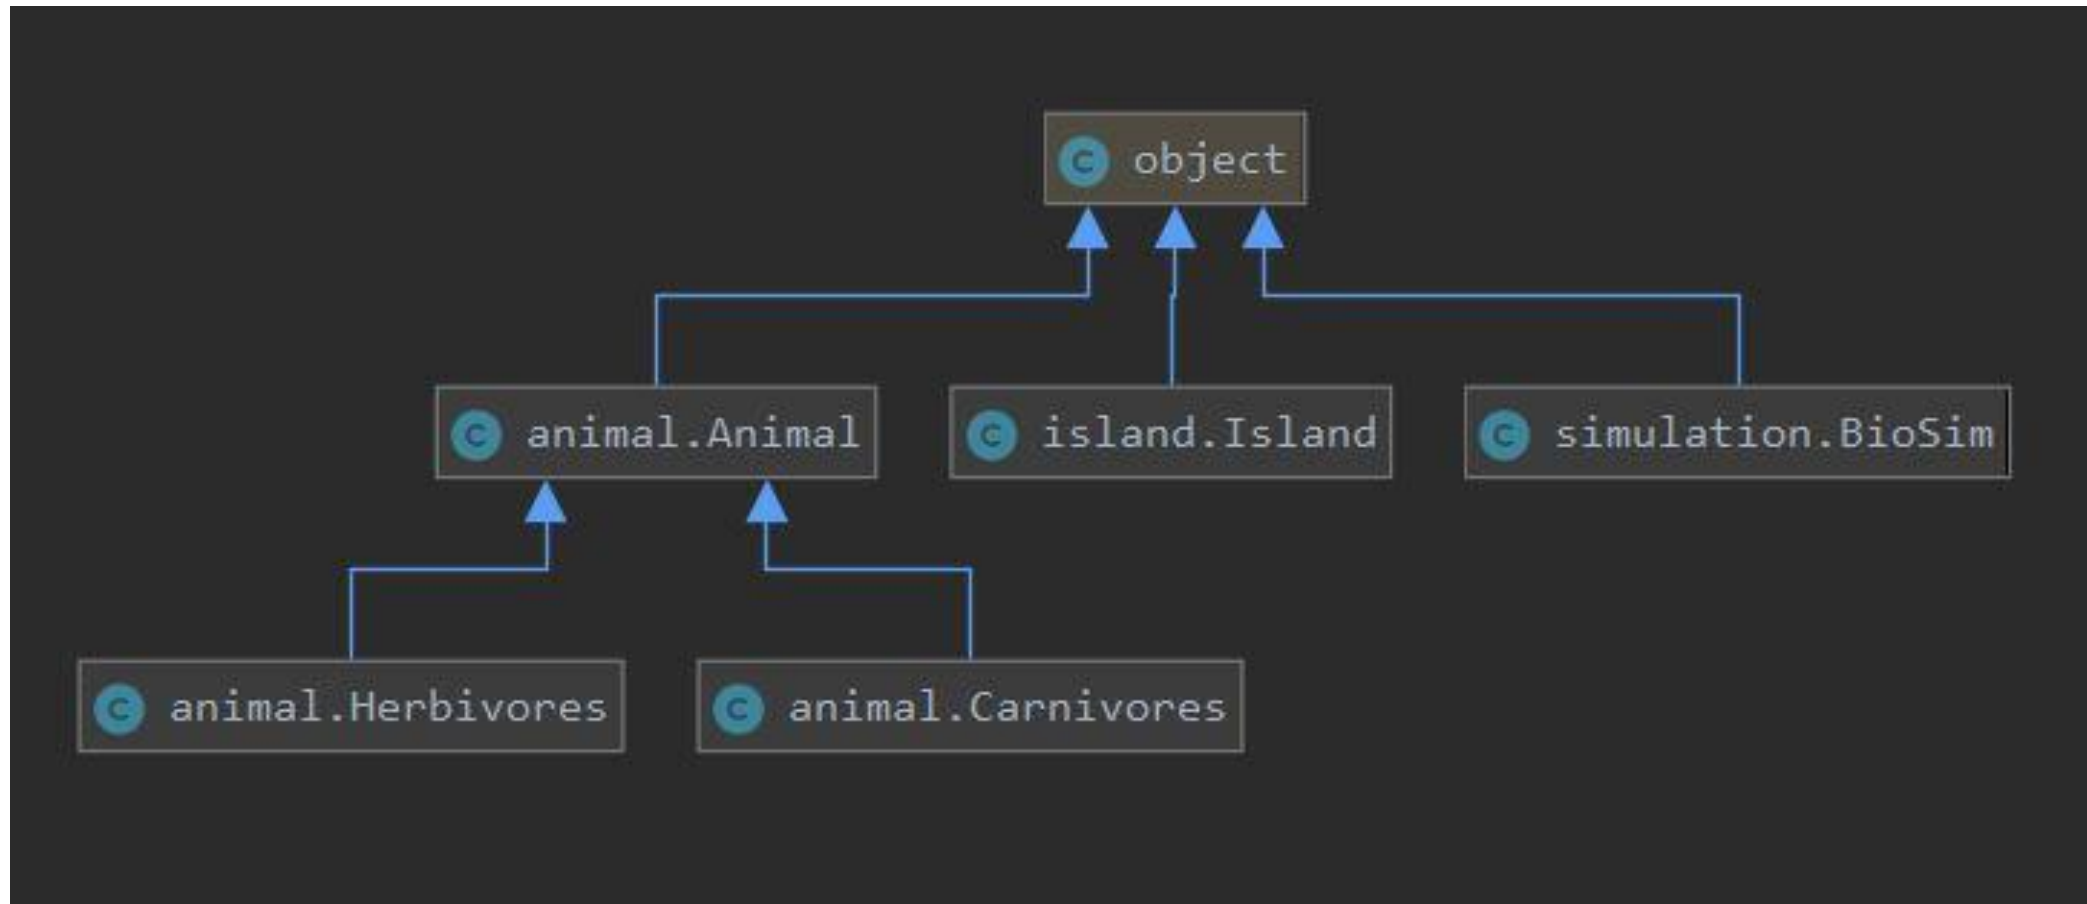 C object
C animal.Animal
C island.Island
C simulation.BioSim
C animal.Herbivores
C animal.Carnivores